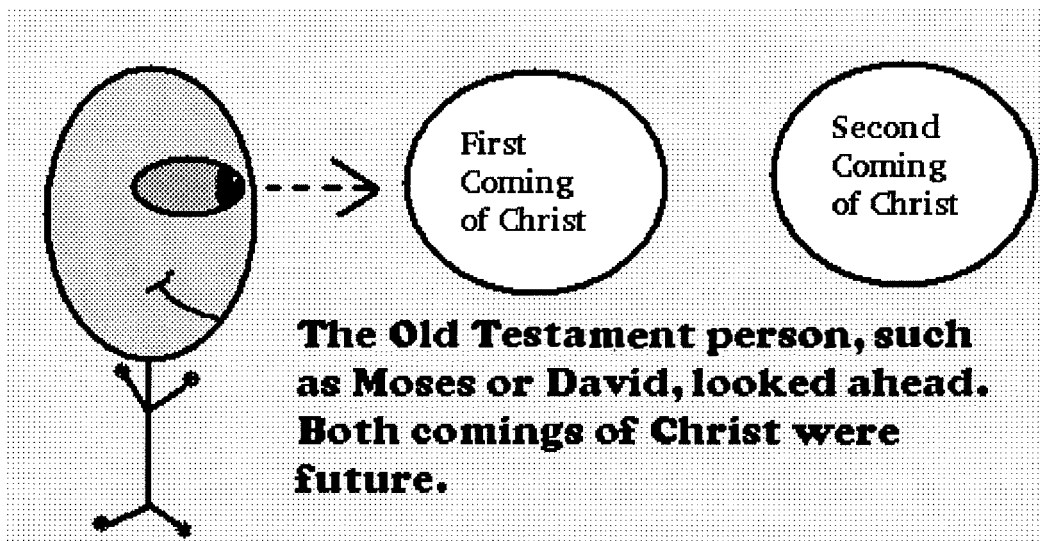 First
Coming
of Christ
Second
Coming
of Christ
The Old Testament person, such
as Moses or David, looked ahead.
Both comings of Christ were
future.